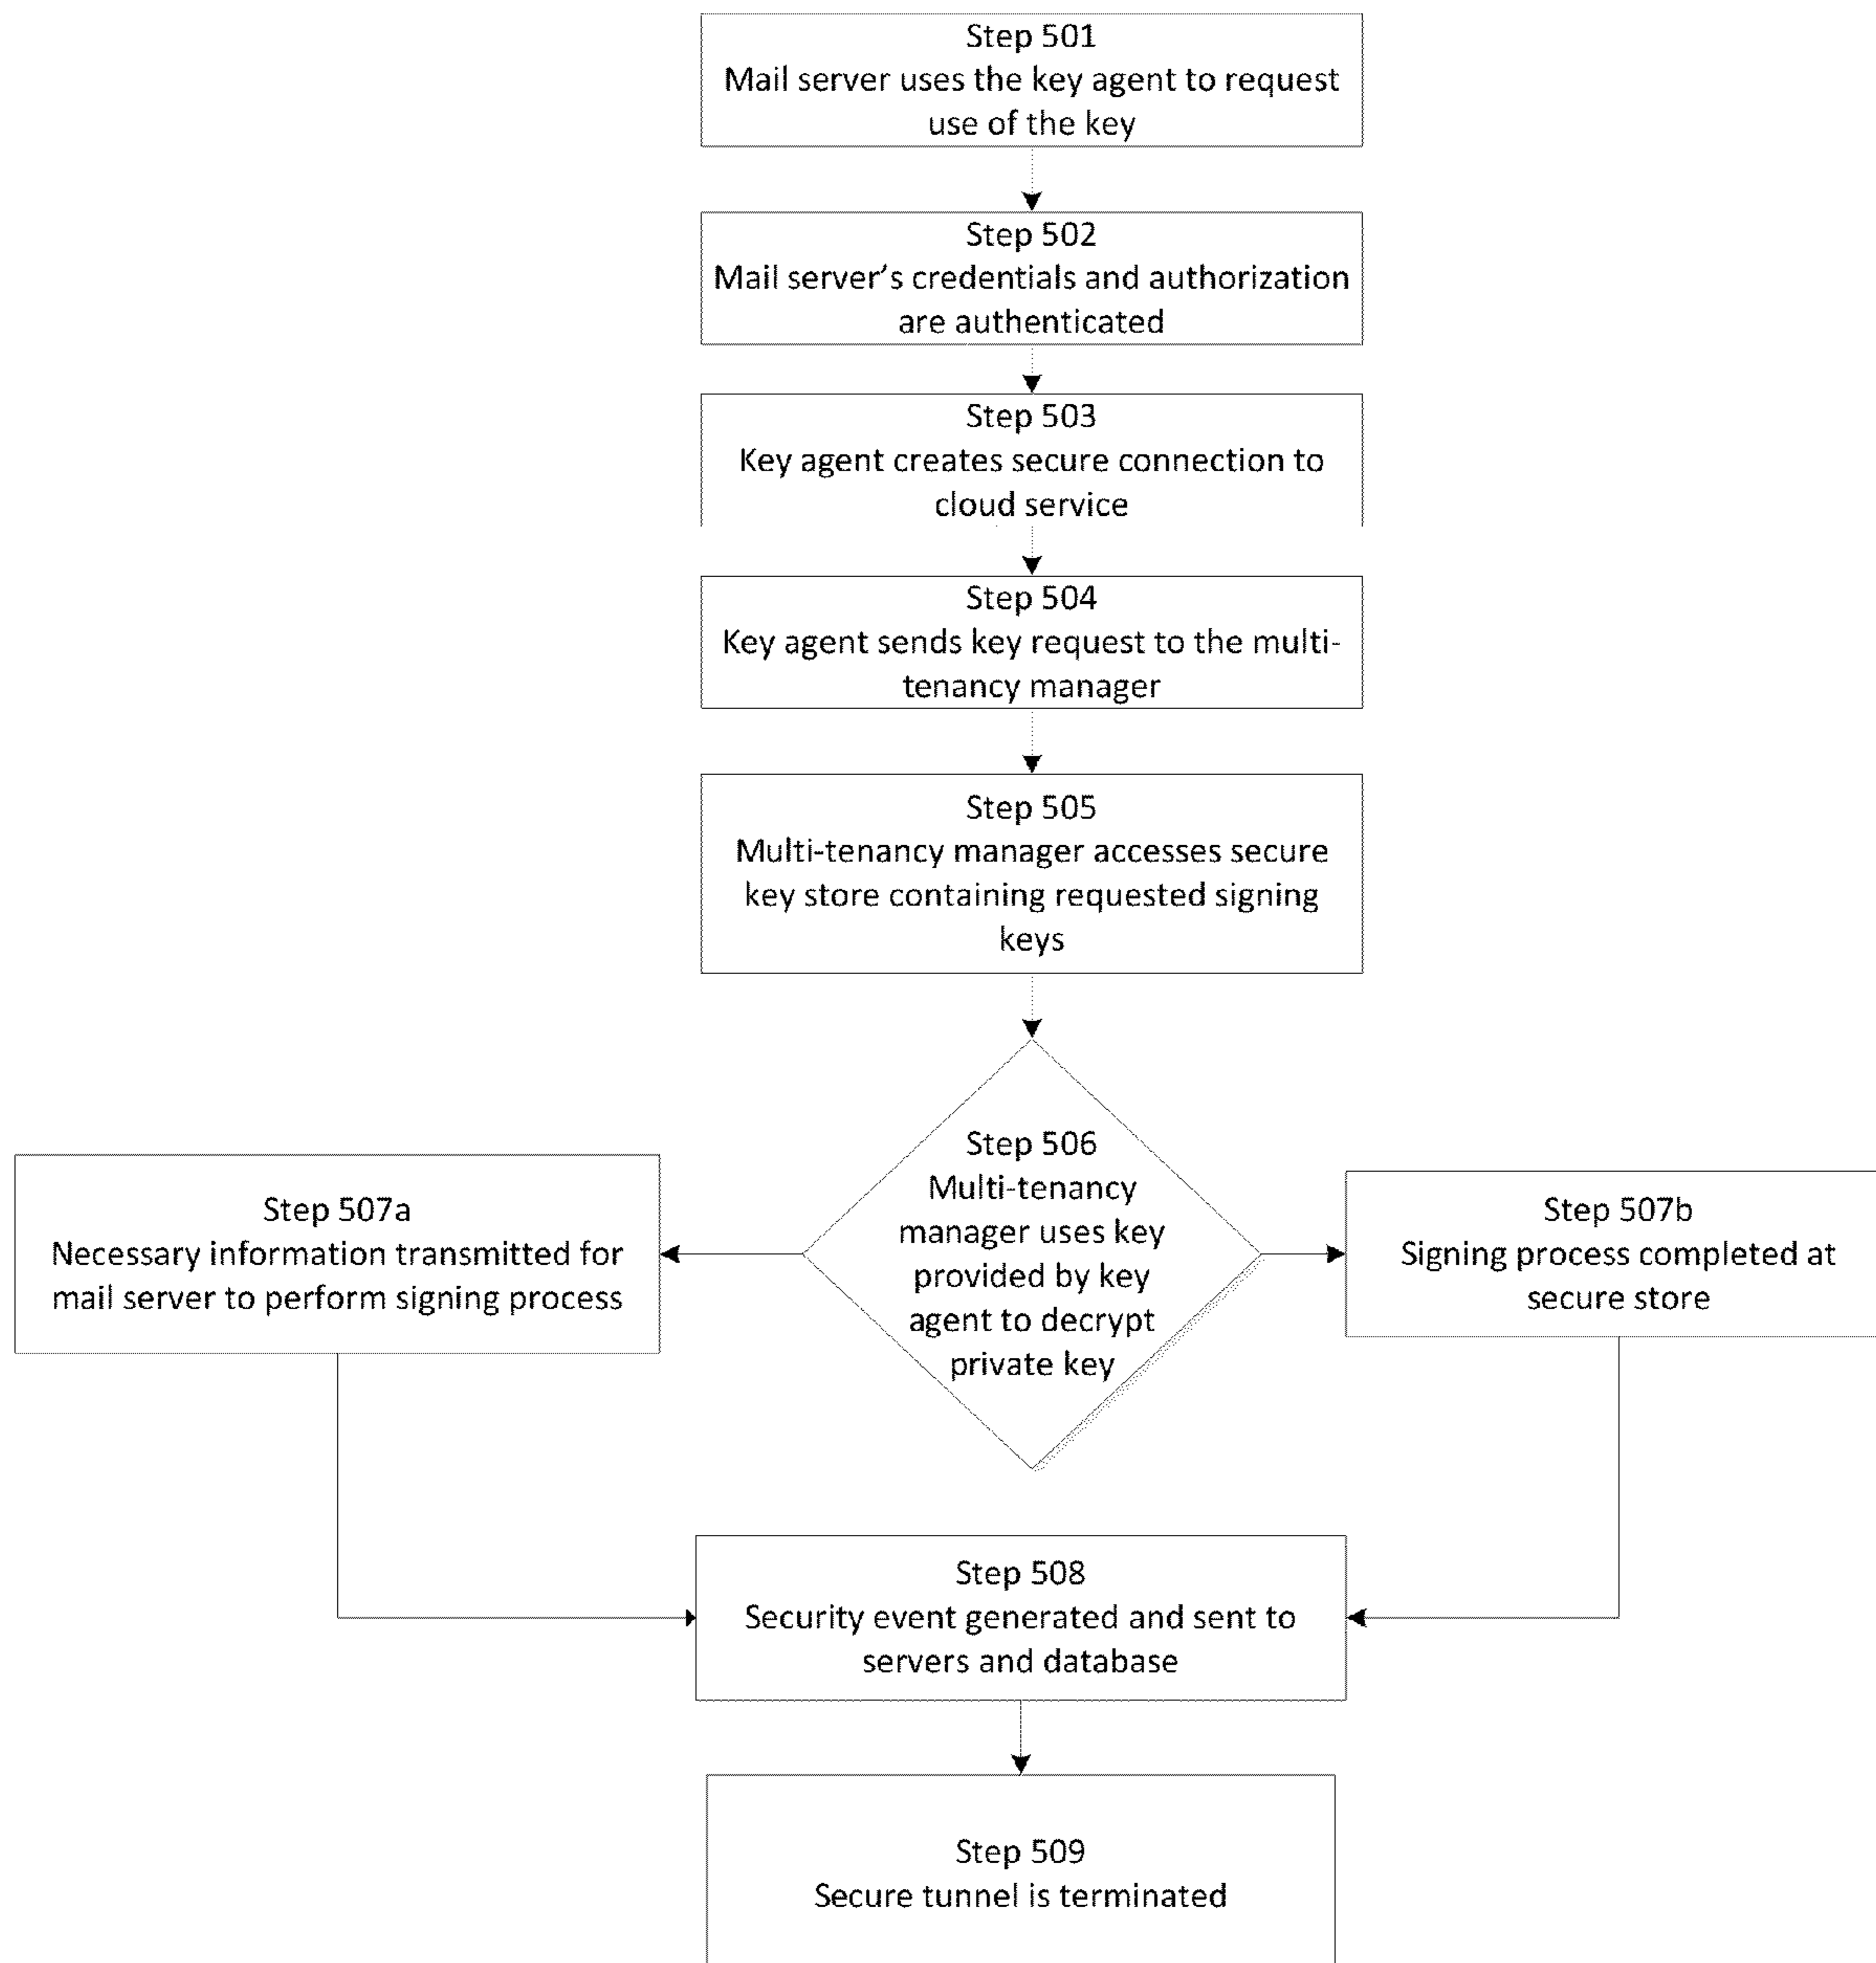 Step 501
Mail server uses the key agent to request
use of the key
Step 502
Mail server's credentials and authorization
are authenticated
Step 503
Key agent creates secure connection to
cloud service
Step 504
Key agent sends key request to the multi-
tenancy manager
Step 505
Multi-tenancy manager accesses secure
key store containing requested signing
keys
Step 506
Multi-tenancy
manager uses key
provided by key
agent to decrypt
private key
Step 507a
Necessary information transmitted for
mail server to perform signing process
Step 507b
Signing process completed at
secure store
Step 508
Security event generated and sent to
servers and database
Step 509
Secure tunnel is terminated